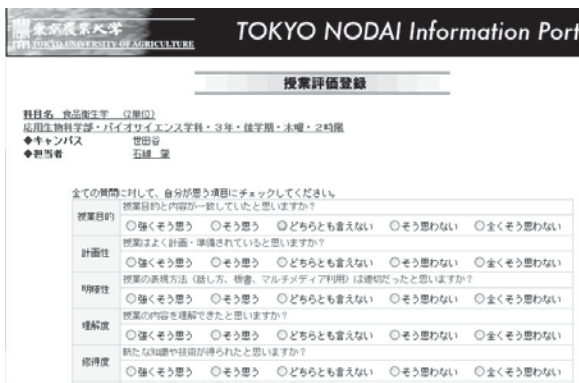 東京農業大学
TOKYO UNIVERSITY OF AGRICULTURE
TOKYO NODAI Information Port
授業評価登録
科目名 食品衛生学 (2単位)
応用生物科学部・バイオサイエンス学科・3年・後学期・木曜・2時限
◆キャンパス 世田谷
◆担当者 石綿 肇
全ての質問に対して、自分が思う項目にチェックしてください。
授業目的
授業目的と内容が一致していたと思いますか?
○強くそう思う ○そう思う ○どちらとも言えない ○そう思わない ○全くそう思わない
計画性
授業はよく計画・準備されていると思いますか?
○強くそう思う ○そう思う ○どちらとも言えない ○そう思わない ○全くそう思わない
明瞭性
授業の表現方法(話し方、板書、マルチメディア利用)は適切だったと思いますか?
○強くそう思う ○そう思う ○どちらとも言えない ○そう思わない ○全くそう思わない
理解度
授業の内容を理解できたと思いますか?
○強くそう思う ○そう思う ○どちらとも言えない ○そう思わない ○全くそう思わない
修得度
新たな知識や技術が得られたと思いますか?
○強くそう思う ○そう思う ○どちらとも言えない ○そう思わない ○全くそう思わない